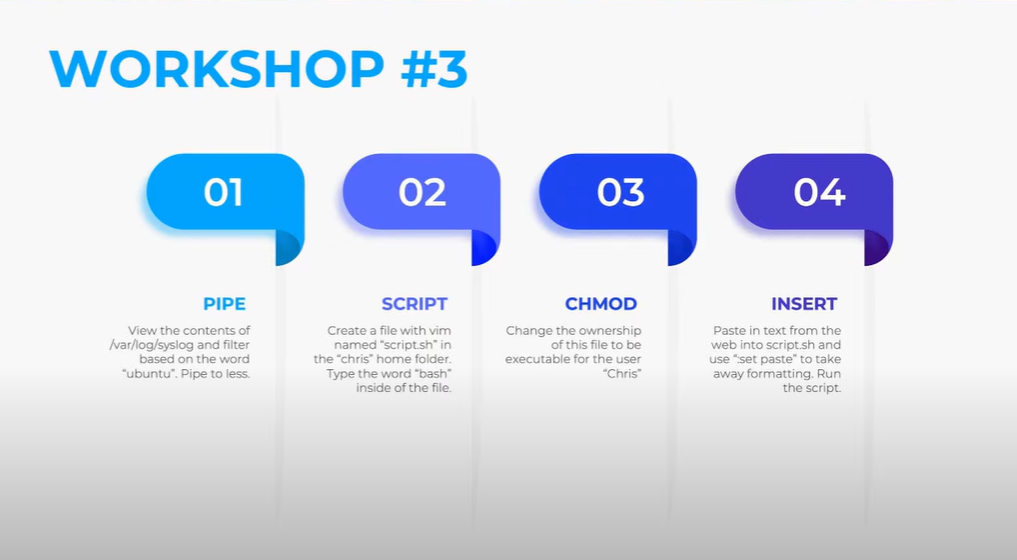 WORKSHOP #3
01
02
03
04
PIPE
View the contents of
/var/log/syslog and filter
based on the word
"ubuntu". Pipe to less.
SCRIPT
Create a file with vim
named "script.sh" in
the "chris" home folder.
Type the word "bash"
inside of the file.
CHMOD
Change the ownership
of this file to be
executable for the user
"Chris"
INSERT
Paste in text from the
web into script.sh and
use ":set paste" to take
away formatting. Run
the script.